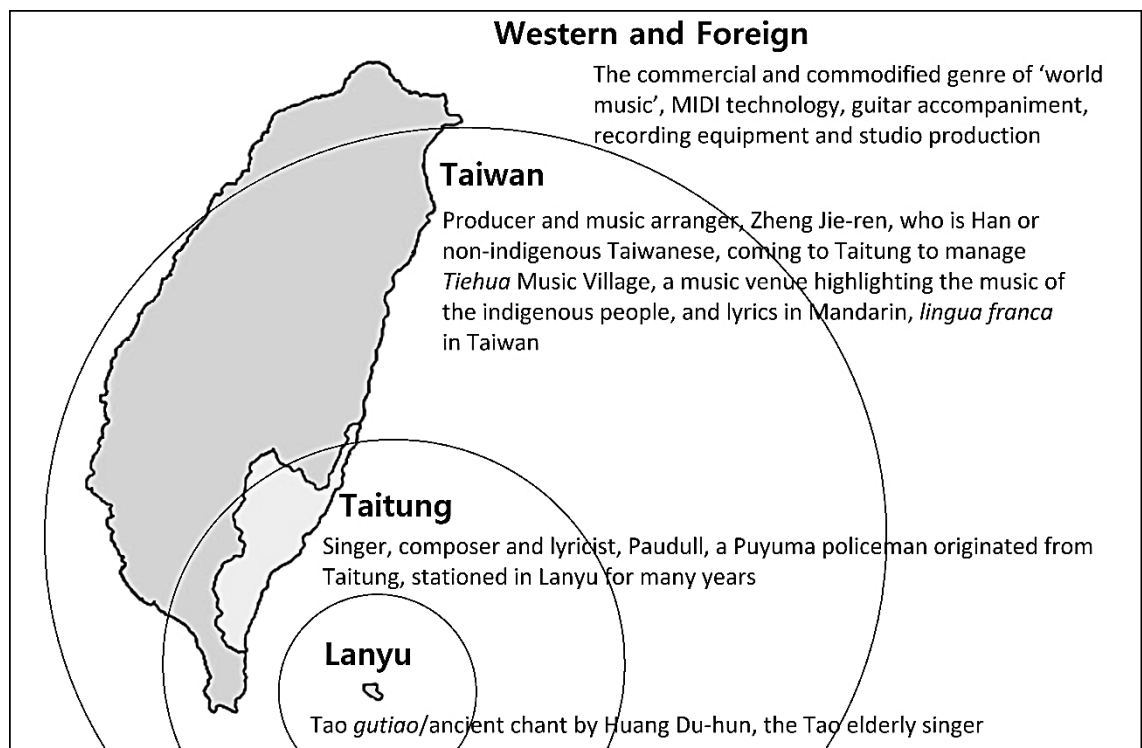 Western and Foreign
The commercial and commodified genre of ‘world
music’, MIDI technology, guitar accompaniment,
recording equipment and studio production
Taiwan
Producer and music arranger, Zheng Jie-ren, who is Han or
non-indigenous Taiwanese, coming to Taitung to manage
Tiehua Music Village, a music venue highlighting the music of
the indigenous people, and lyrics in Mandarin, lingua franca
in Taiwan
Taitung
Singer, composer and lyricist, Paudull, a Puyuma policeman originated from
Taitung, stationed in Lanyu for many years
Lanyu
Tao gutiao/ancient chant by Huang Du-hun, the Tao elderly singer